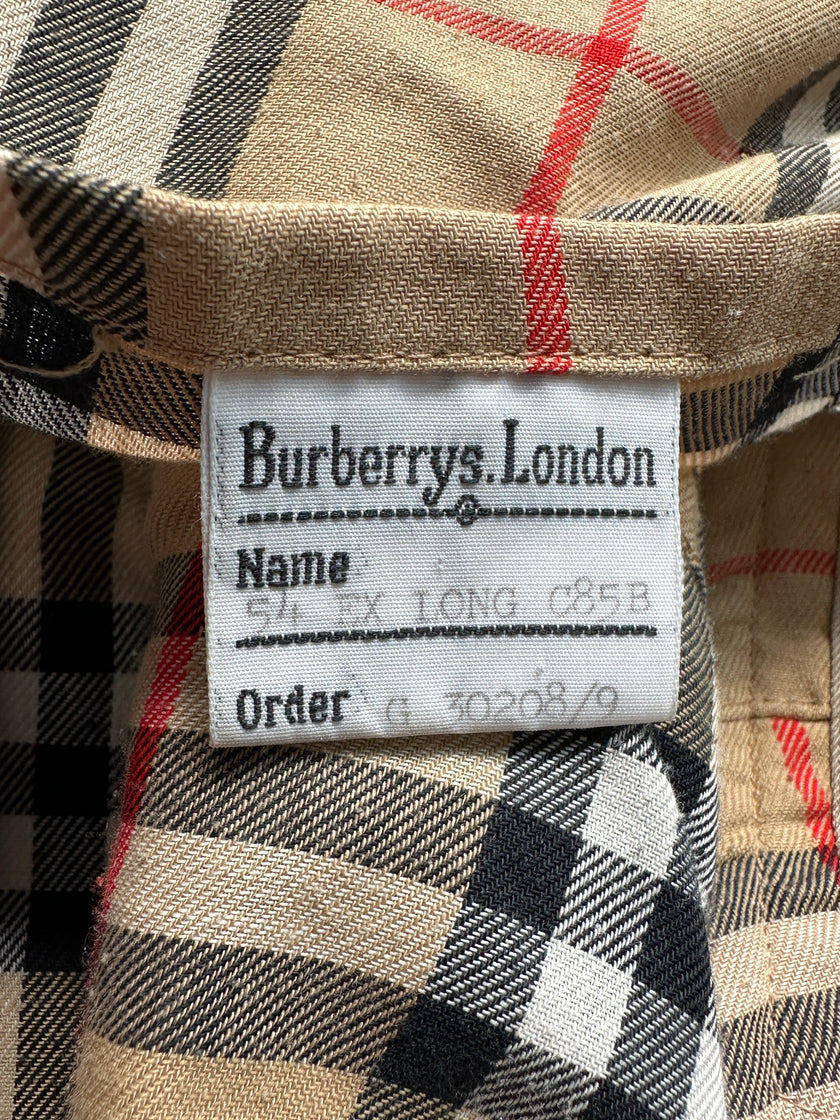 Burberrys.London
Name
54 EX LONG C85B
Order G 30208/9